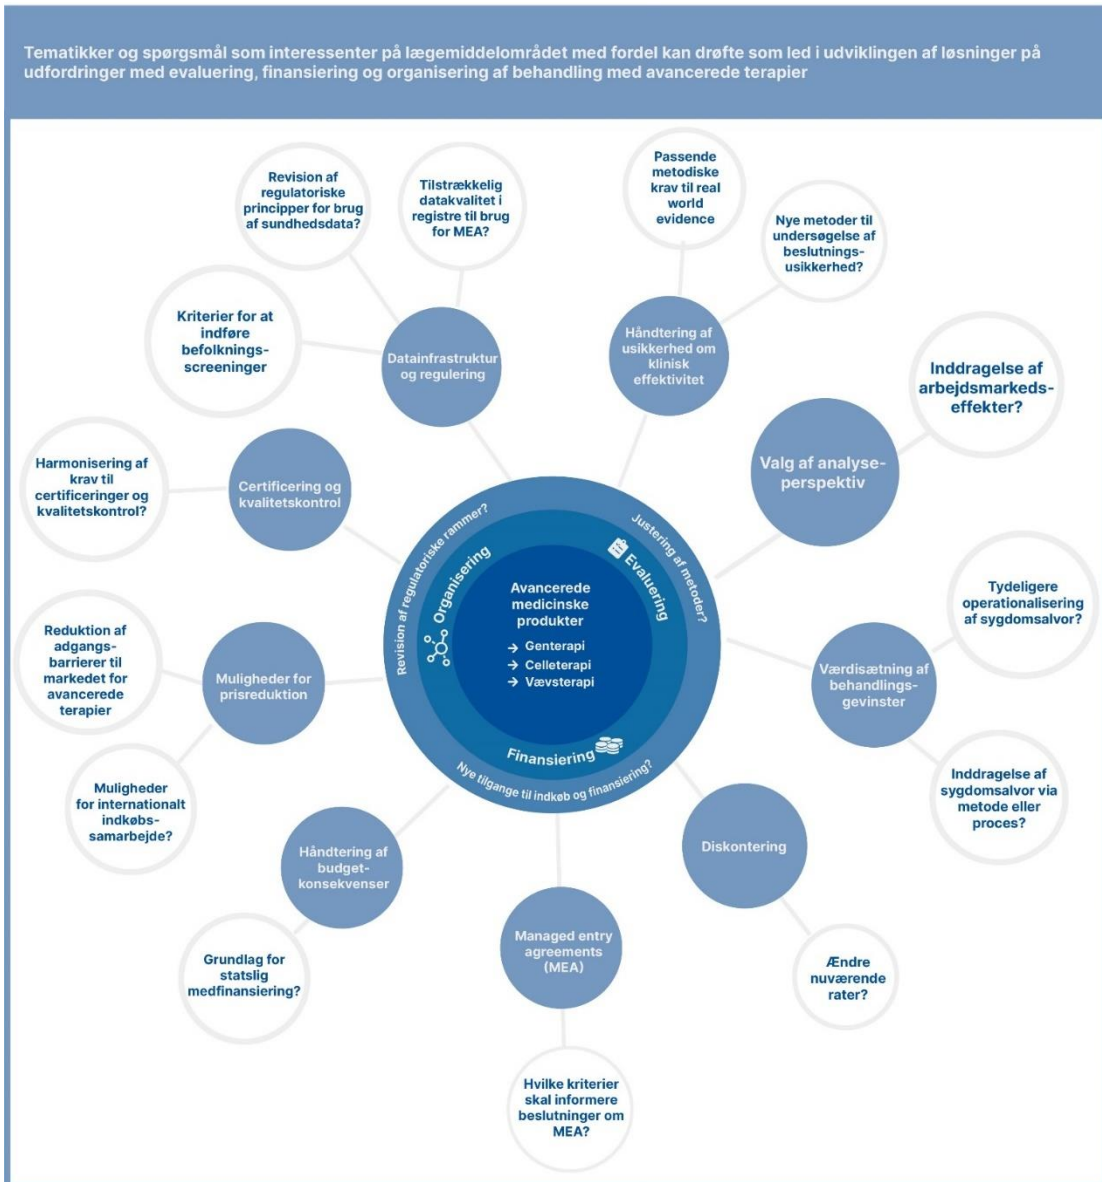 Tematikker og spørgsmål som interessenter på lægemiddelområdet med fordel kan drøfte som led i udviklingen af løsninger på
udfordringer med evaluering, finansiering og organisering af behandling med avancerede terapier
Revision af
regulatoriske
principper for brug
af sundhedsdata?
Tilstrækkelig
datakvalitet i
registre til brug
for MEA?
Passende
metodiske
krav til real
world
evidence
Nye metoder til
undersøgelse af
beslutnings-
usikkerhed?
Kriterier for at
indføre
befolknings-
screeninger
Datainfrastruktur
og regulering
Håndtering af
usikkerhed om
klinisk
effektivitet
Inddragelse af
arbejdsmarkeds-
effekter?
Valg af analyse-
perspektiv
Harmonisering af
krav til
certificeringer og
kvalitetskontrol?
Certificering og
kvalitetskontrol
Revision af regulatoriske rammer?
Organisering
Justering af metoder?
Evaluering
Avancerede
medicinske
produkter
→ Genterapi
→ Celleterapi
→ Vævsterapi
Finansiering
Nye tilgange til indkøb og finansiering?
Tydeligere
operationalisering
af sygdomsalvor?
Værdisætning af
behandlings-
gevinster
Inddragelse af
sygdomsalvor via
metode eller
proces?
Reduktion af
adgangs-
barrierer til
markedet for
avancerede
terapier
Muligheder for
prisreduktion
Muligheder
for internationalt
indkøbs-
samarbejde?
Håndtering af
budget-
konsekvenser
Diskontering
Grundlag for
statslig
medfinansiering?
Managed entry
agreements
(MEA)
Ændre
nuværende
rater?
Hvilke kriterier
skal informere
beslutninger om
MEA?